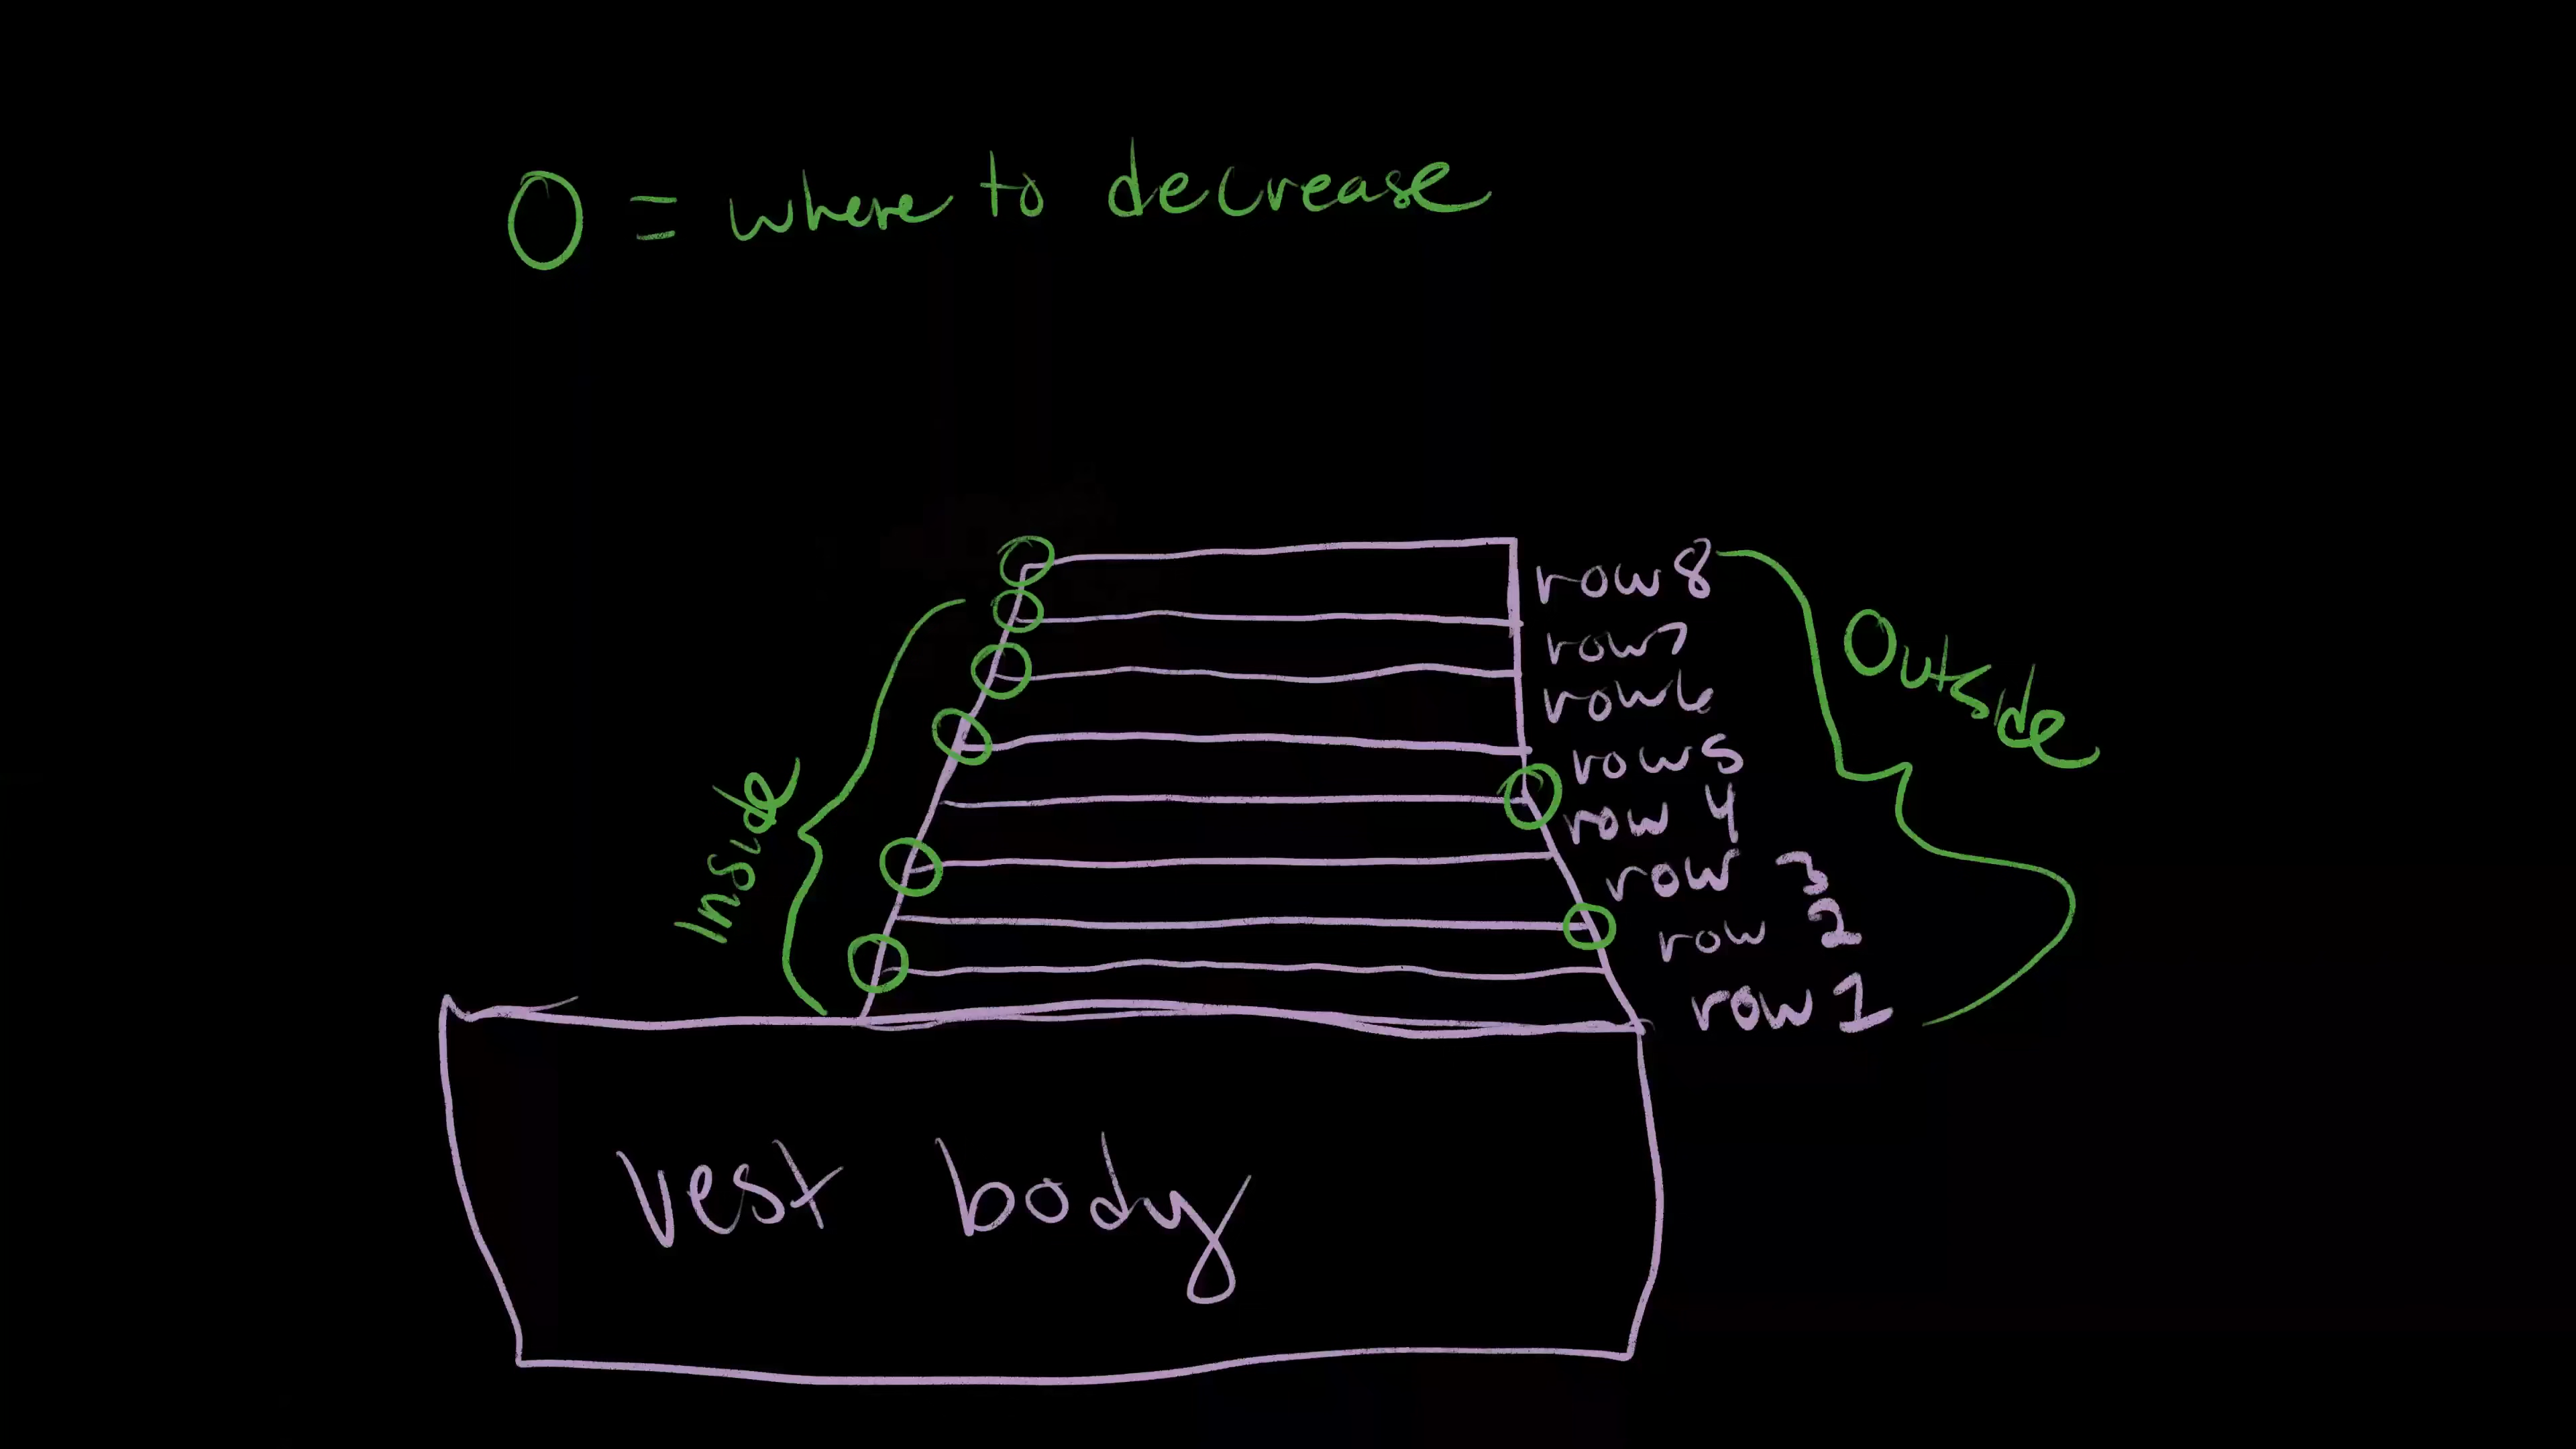 O = where to decrease
row 8
row 7
row 6
row 5
row 4
row 3
row 2
row 1
Outside
Inside
vest body